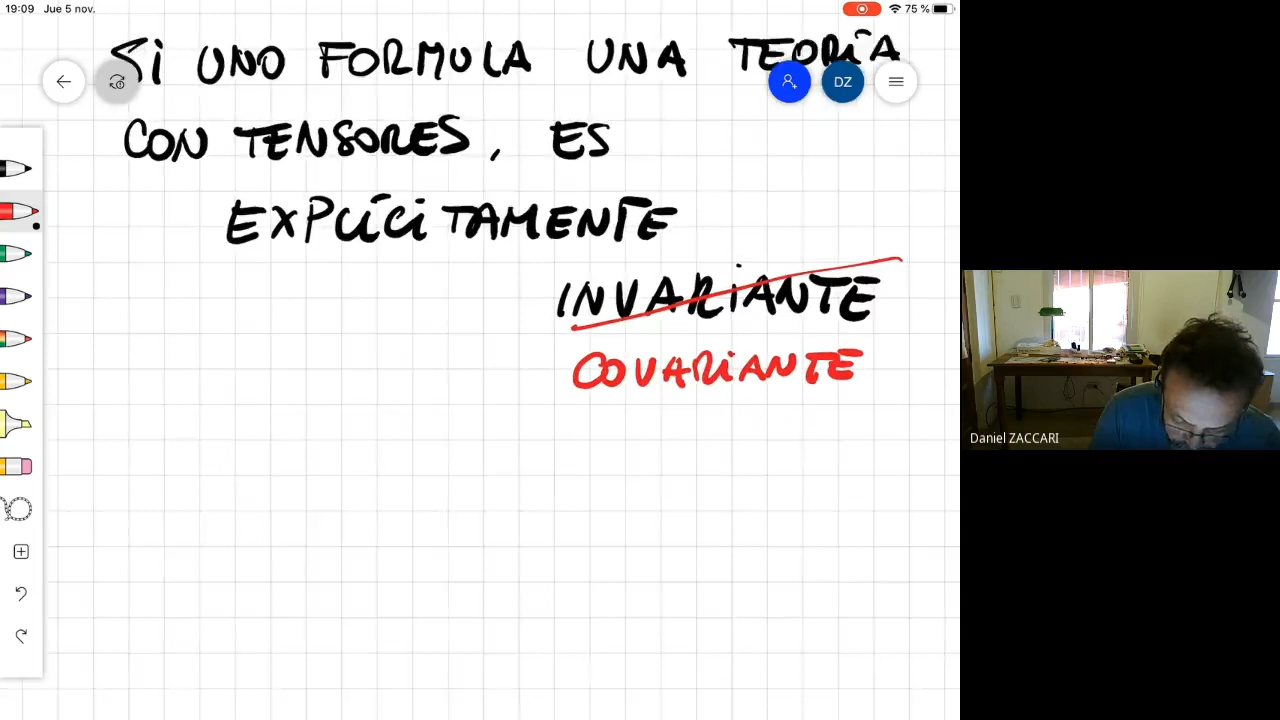 19:09 Jue 5 nov.
75 %
SI UNO FORMULA UNA TEORÍA
DZ
CON TENSORES, ES
EXPLÍCITAMENTE
INVARIANTE
COVARIANTE
Daniel ZACCARI